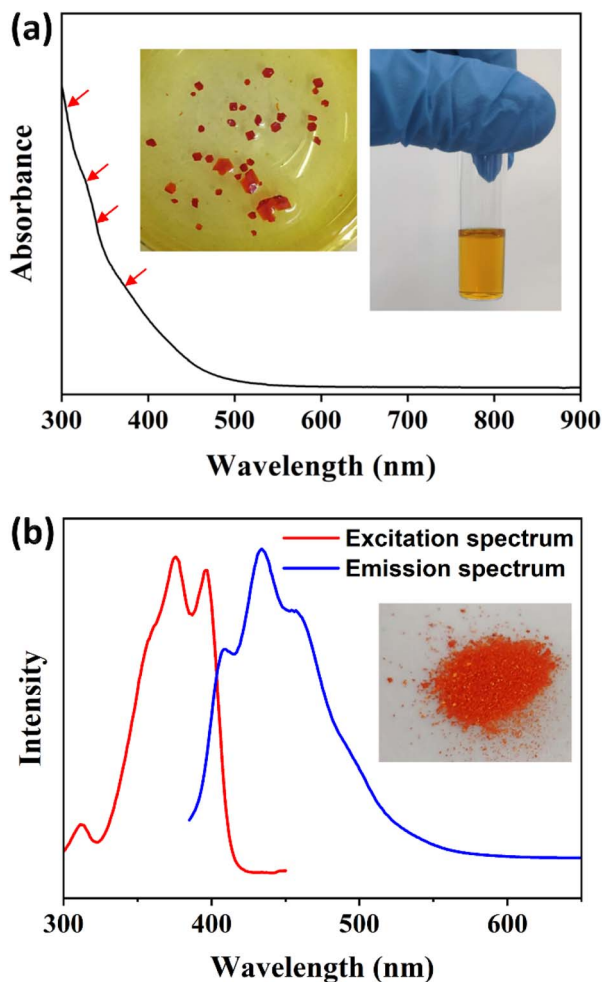 (a)
Absorbance
300 400 500 600 700 800 900
Wavelength (nm)
(b)
Excitation spectrum
Emission spectrum
Intensity
300 400 500 600
Wavelength (nm)